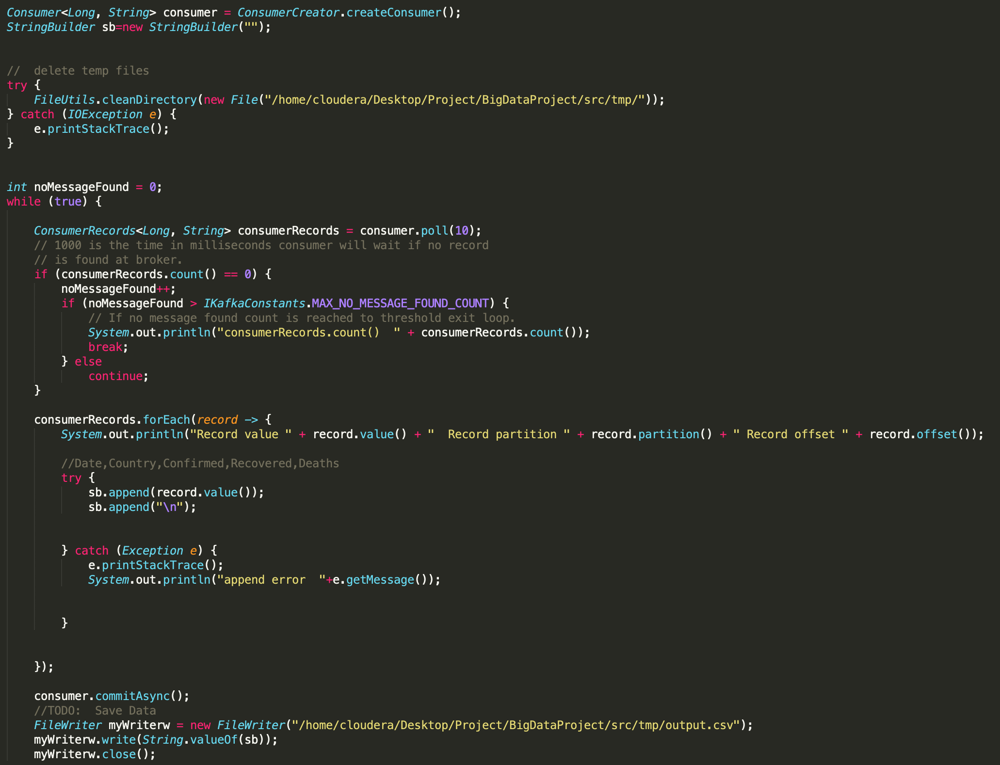 Consumer<Long, String> consumer = ConsumerCreator.createConsumer();
StringBuilder sb=new StringBuilder("");
//  delete temp files
try {
    FileUtils.cleanDirectory(new File("/home/cloudera/Desktop/Project/BigDataProject/src/tmp/"));
} catch (IOException e) {
    e.printStackTrace();
}
int noMessageFound = 0;
while (true) {
    ConsumerRecords<Long, String> consumerRecords = consumer.poll(10);
    // 1000 is the time in milliseconds consumer will wait if no record
    // is found at broker.
    if (consumerRecords.count() == 0) {
        noMessageFound++;
        if (noMessageFound > IKafkaConstants.MAX_NO_MESSAGE_FOUND_COUNT) {
            // If no message found count is reached to threshold exit loop.
            System.out.println("consumerRecords.count()  " + consumerRecords.count());
            break;
        } else
            continue;
    }
    consumerRecords.forEach(record -> {
        System.out.println("Record value " + record.value() + "  Record partition " + record.partition() + " Record offset " + record.offset());
        //Date,Country,Confirmed,Recovered,Deaths
        try {
            sb.append(record.value());
            sb.append("\n");
        } catch (Exception e) {
            e.printStackTrace();
            System.out.println("append error  "+e.getMessage());
        }
    });
    consumer.commitAsync();
    //TODO:  Save Data
    FileWriter myWriterw = new FileWriter("/home/cloudera/Desktop/Project/BigDataProject/src/tmp/output.csv");
    myWriterw.write(String.valueOf(sb));
    myWriterw.close();